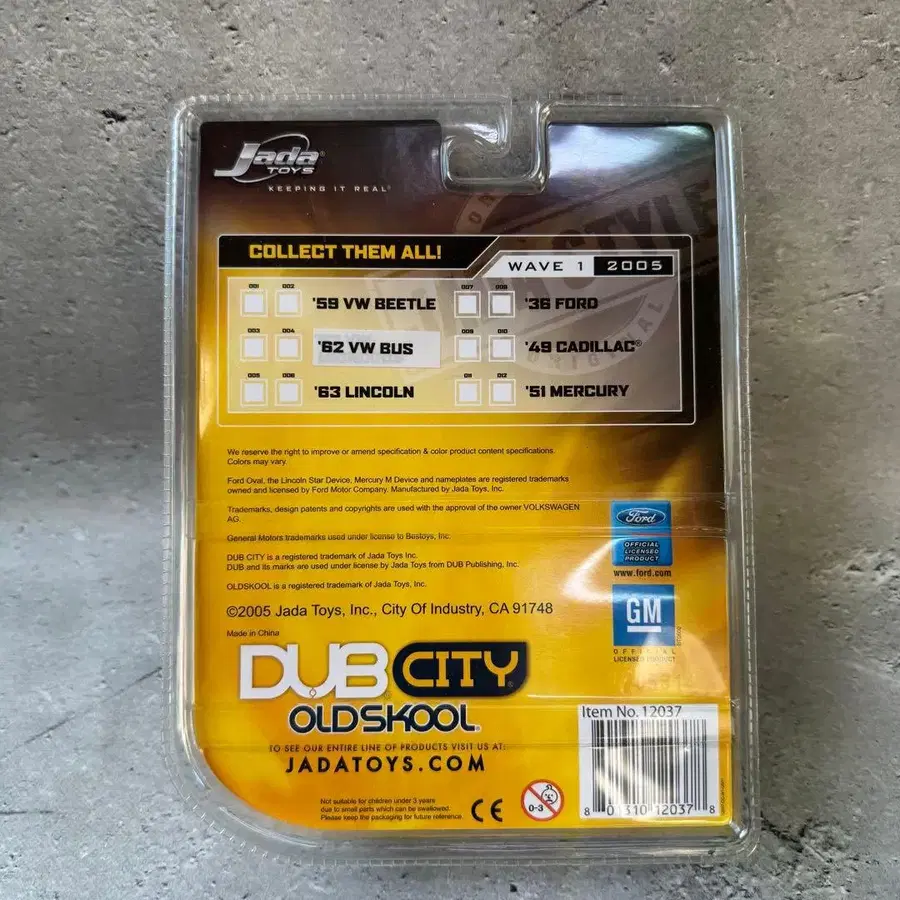 Jada®
TOYS
KEEPING IT REAL®
COLLECT THEM ALL!
WAVE 1 2005
001 002 '59 VW BEETLE
007 008 '36 FORD
003 004 '62 VW BUS
009 010 '49 CADILLAC®
005 006 '63 LINCOLN
011 012 '51 MERCURY
STYLE
ORIGINAL
We reserve the right to improve or amend specification & color product content specifications.
Colors may vary.
Ford Oval, the Lincoln Star Device, Mercury M Device and nameplates are registered trademarks
owned and licensed by Ford Motor Company. Manufactured by Jada Toys, Inc.
Trademarks, design patents and copyrights are used with the approval of the owner VOLKSWAGEN
AG.
General Motors trademarks used under license to Bestoys, Inc.
DUB CITY is a registered trademark of Jada Toys Inc.
DUB and its marks are used under license by Jada Toys from DUB Publishing, Inc.
OLDSKOOL is a registered trademark of Jada Toys, Inc.
©2005 Jada Toys, Inc., City Of Industry, CA 91748
Made in China
Ford
OFFICIAL
LICENSED
PRODUCT
www.ford.com
GM
OFFICIAL
LICENSED PRODUCT
DUB CITY®
OLDSKOOL
TO SEE OUR ENTIRE LINE OF PRODUCTS VISIT US AT:
JADATOYS.COM
Not suitable for children under 3 years
due to small parts which can be swallowed.
Please keep the packaging for future reference.
CE
0-3
Item No. 12037
8 01310 12037 8